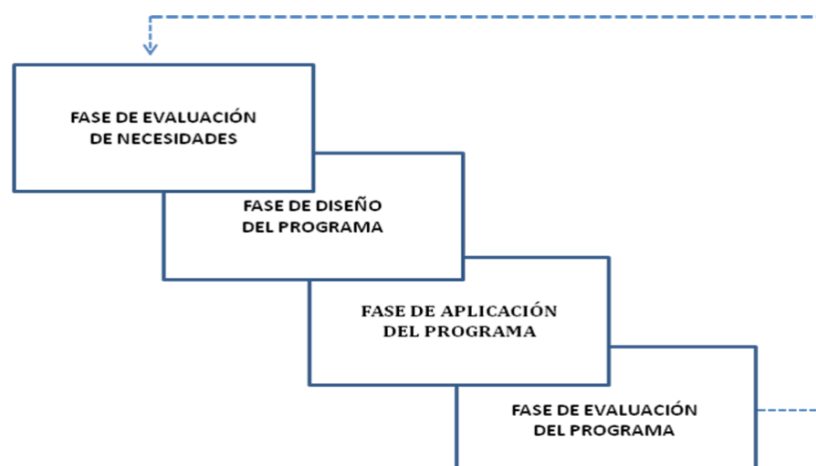 FASE DE EVALUACIÓN
DE NECESIDADES
FASE DE DISEÑO
DEL PROGRAMA
FASE DE APLICACIÓN
DEL PROGRAMA
FASE DE EVALUACIÓN
DEL PROGRAMA